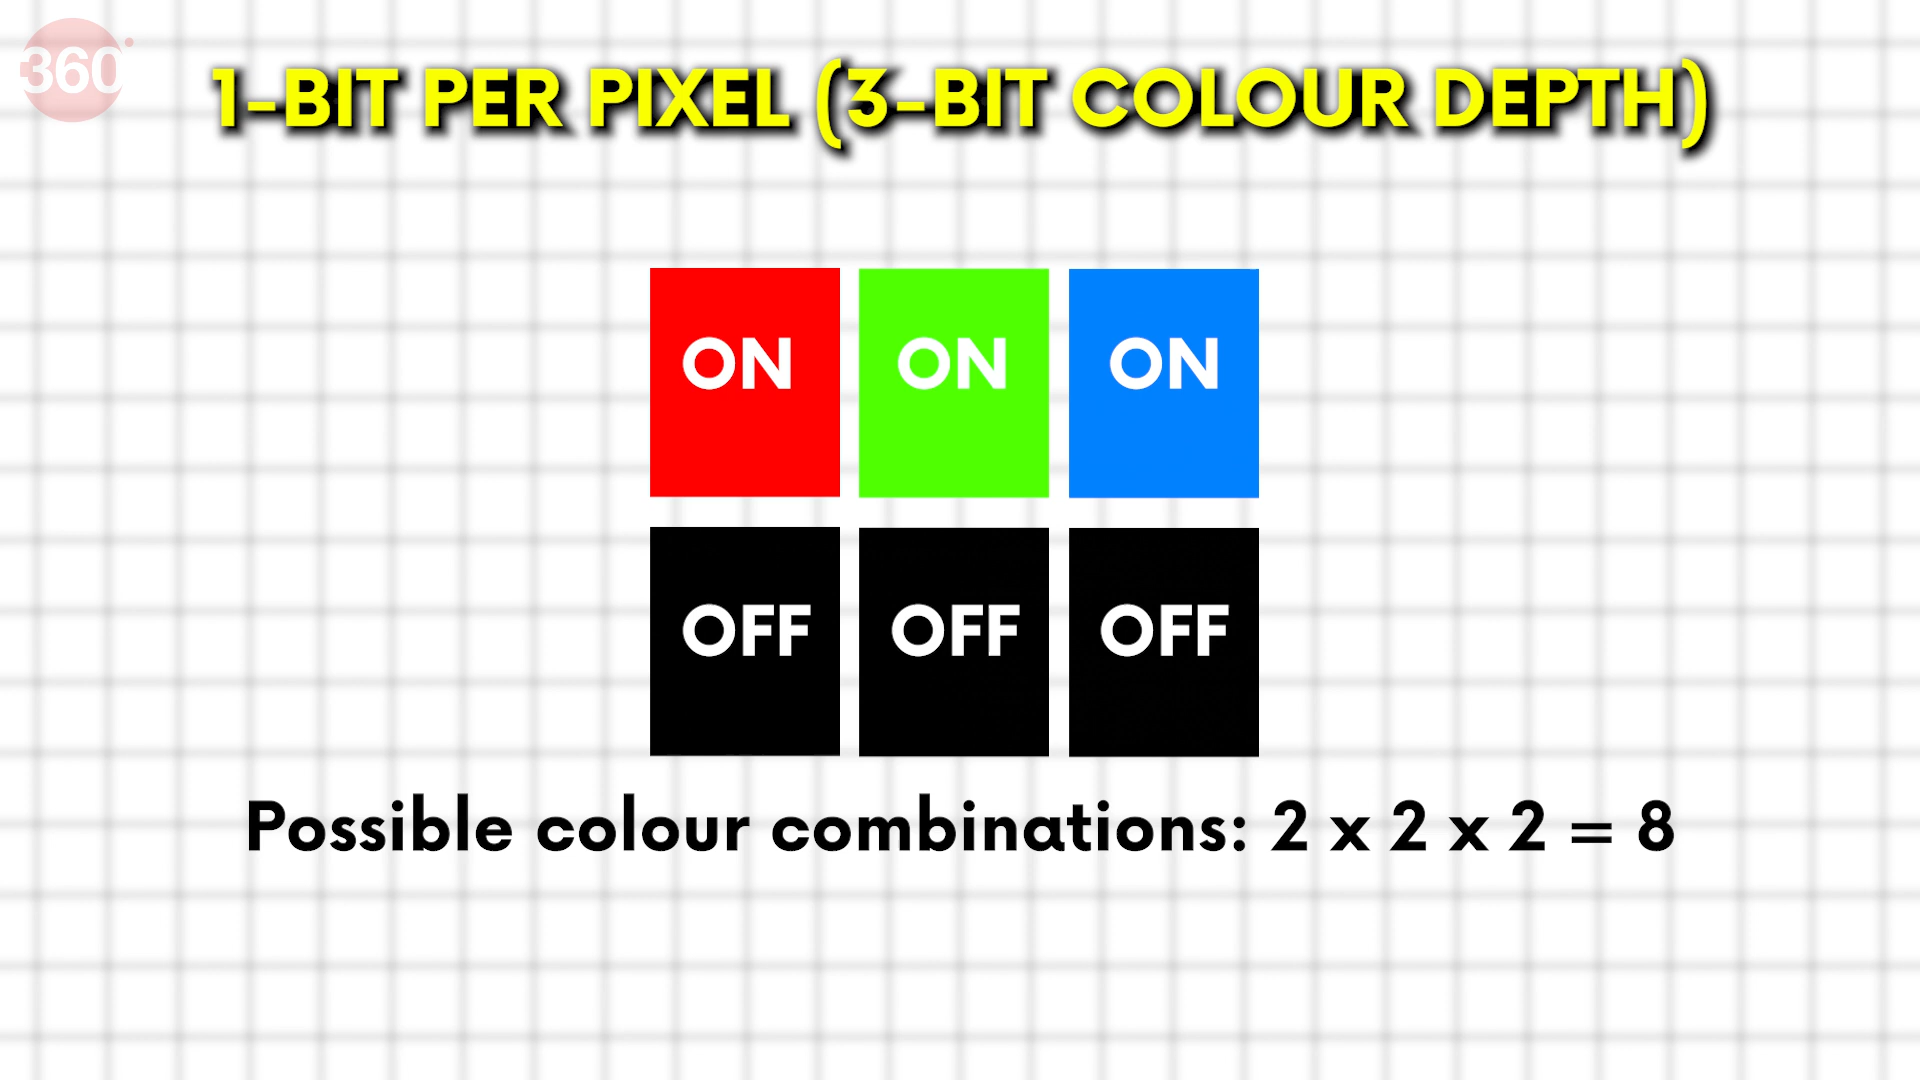 360°
1-BIT PER PIXEL (3-BIT COLOUR DEPTH)
ON ON ON
OFF OFF OFF
Possible colour combinations: 2 x 2 x 2 = 8